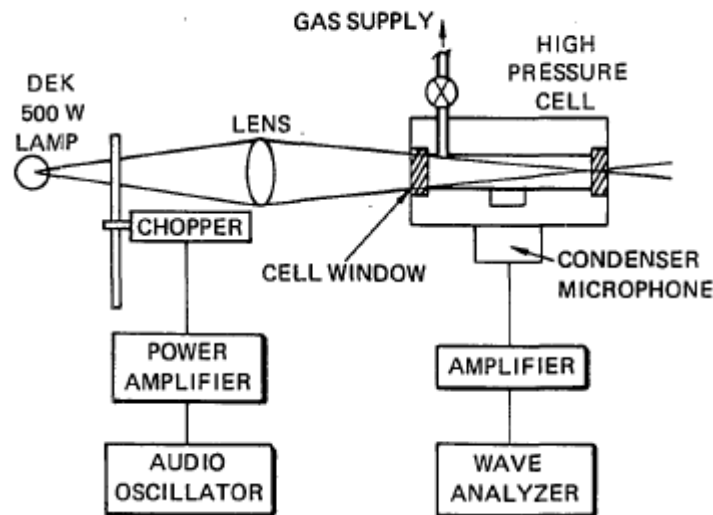 GAS SUPPLY
HIGH
PRESSURE
CELL
DEK
500 W
LAMP
LENS
CHOPPER
CELL WINDOW
CONDENSER
MICROPHONE
POWER
AMPLIFIER
AMPLIFIER
AUDIO
OSCILLATOR
WAVE
ANALYZER